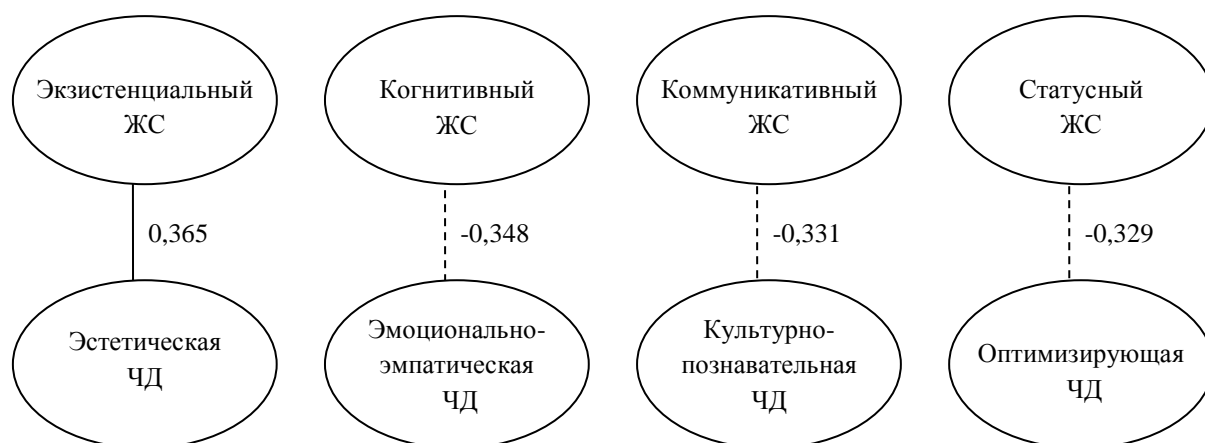 Экзистенциальный
ЖС
Когнитивный
ЖС
Коммуникативный
ЖС
Статусный
ЖС
0,365
-0,348
-0,331
-0,329
Эстетическая
ЧД
Эмоционально-
эмпатическая
ЧД
Культурно-
познавательная
ЧД
Оптимизирующая
ЧД